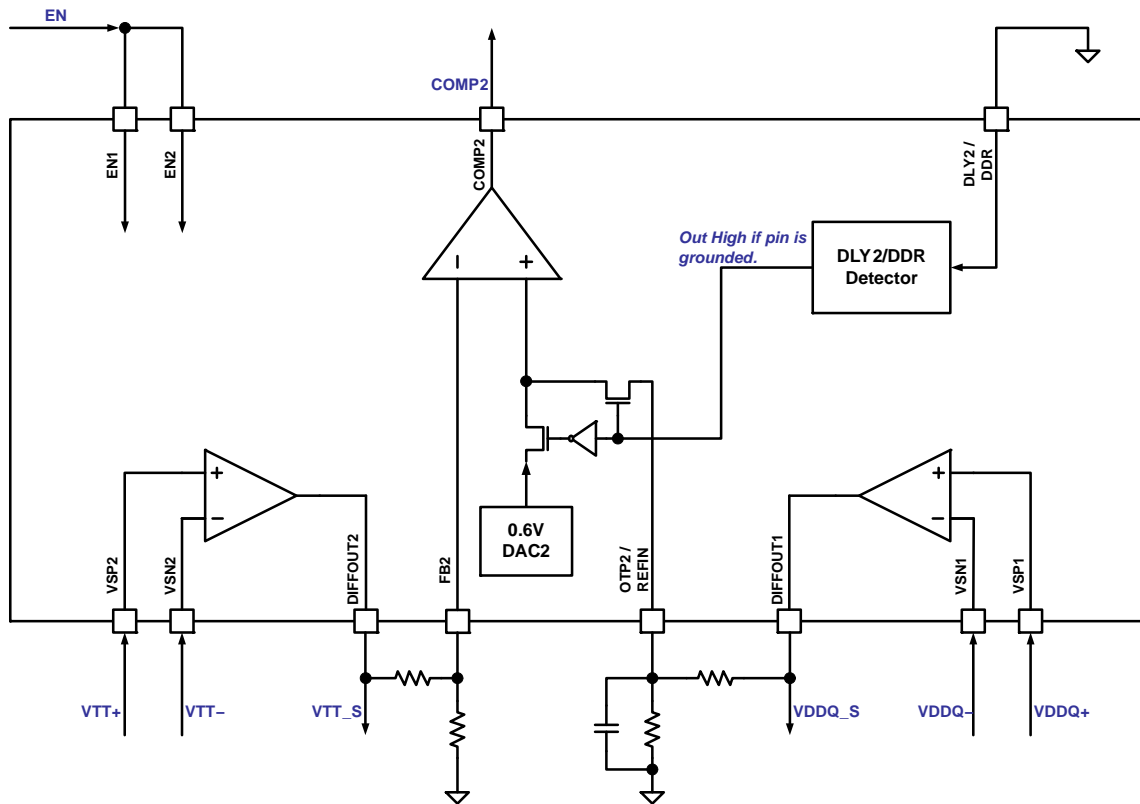 EN
COMP2
EN1
EN2
COMP2
DLY2 /
DDR
Out High if pin is
grounded.
DLY2/DDR
Detector
−
+
+
−
0.6V
DAC2
+
−
VSP2
VSN2
DIFFOUT2
FB2
OTP2 /
REFIN
DIFFOUT1
VSN1
VSP1
VTT+
VTT−
VTT_S
VDDQ_S
VDDQ−
VDDQ+